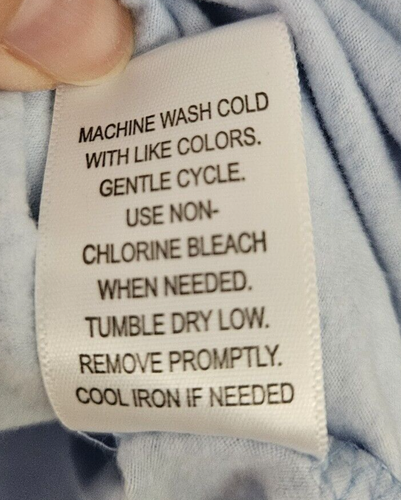 MACHINE WASH COLD
WITH LIKE COLORS.
GENTLE CYCLE.
USE NON-
CHLORINE BLEACH
WHEN NEEDED.
TUMBLE DRY LOW.
REMOVE PROMPTLY.
COOL IRON IF NEEDED